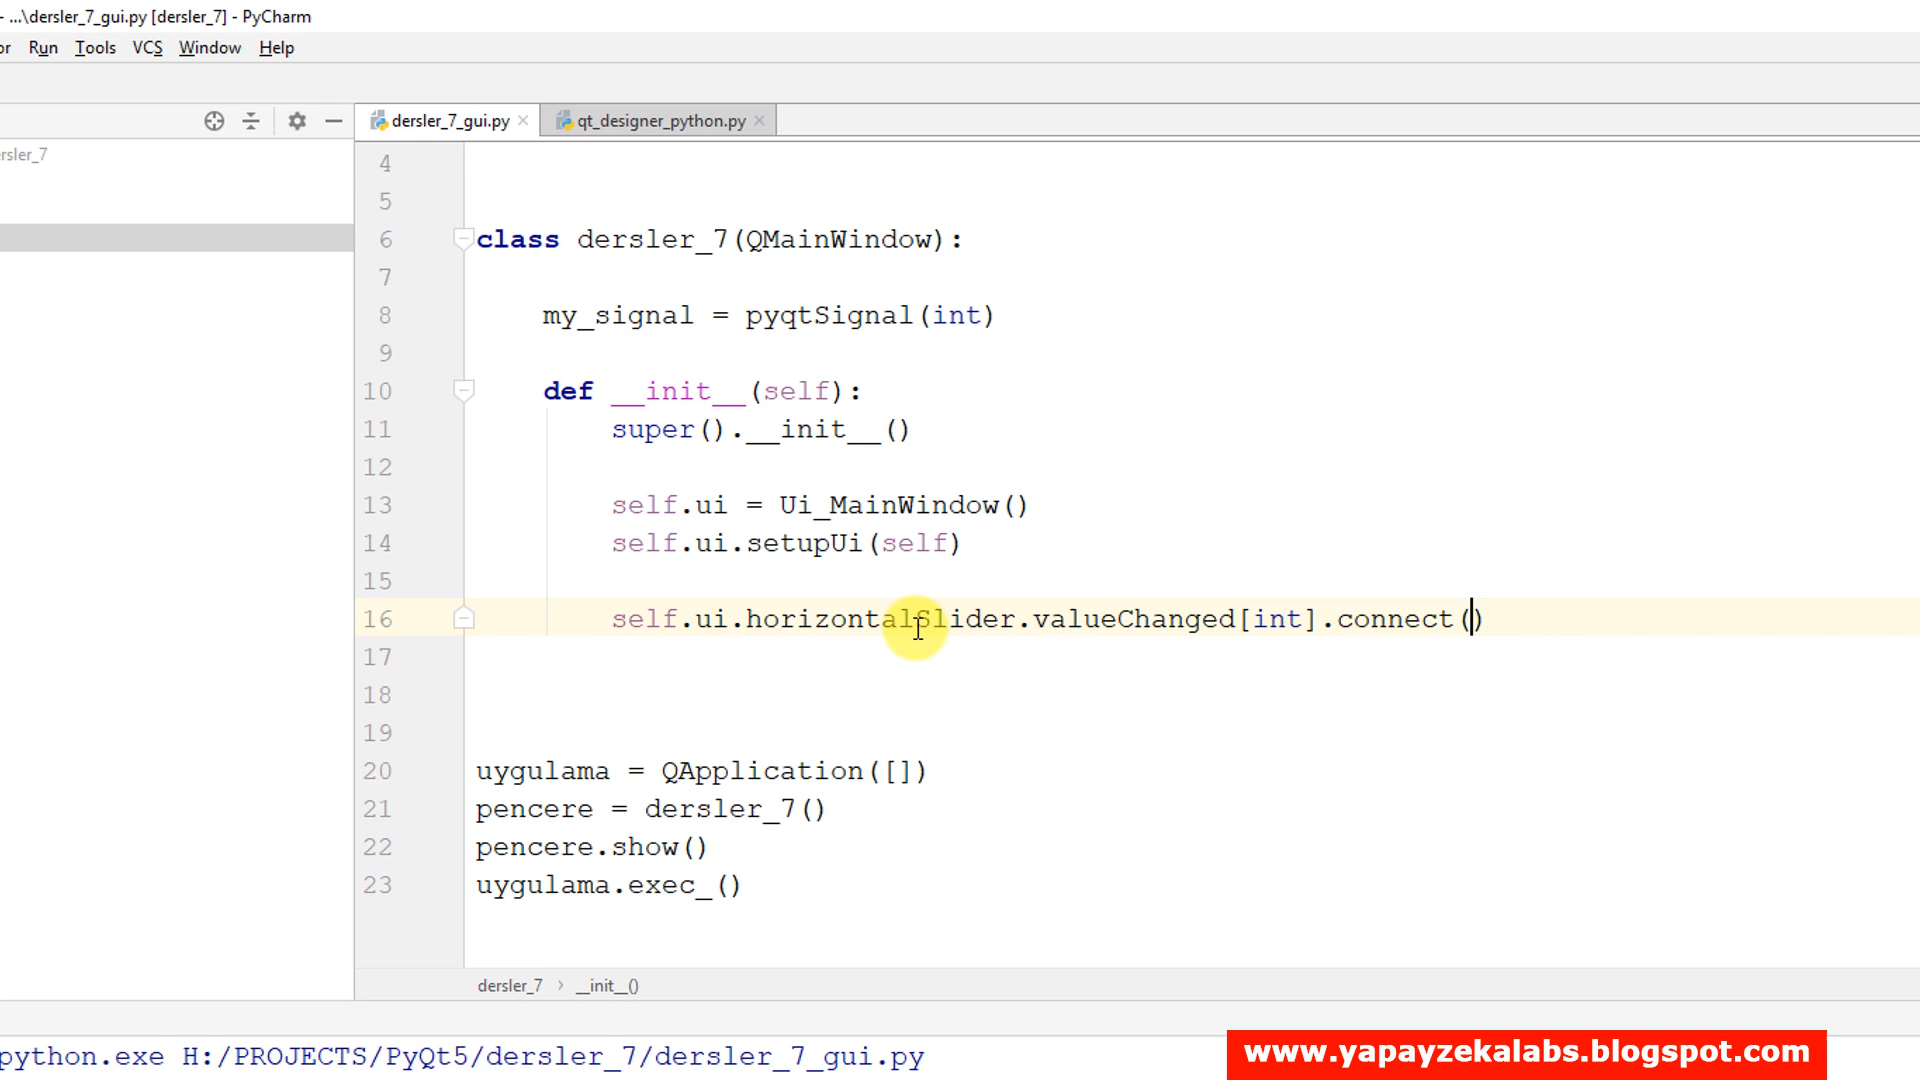 - ...\dersler_7_gui.py [dersler_7] - PyCharm
or Run Tools VCS Window Help
dersler_7_gui.py qt_designer_python.py
ersler_7
4
5
6 class dersler_7(QMainWindow):
7
8 my_signal = pyqtSignal(int)
9
10 def __init__(self):
11 super().__init__()
12
13 self.ui = Ui_MainWindow()
14 self.ui.setupUi(self)
15
16 self.ui.horizontalSlider.valueChanged[int].connect()
17
18
19
20 uygulama = QApplication([])
21 pencere = dersler_7()
22 pencere.show()
23 uygulama.exec_()
dersler_7 › __init__()
python.exe H:/PROJECTS/PyQt5/dersler_7/dersler_7_gui.py
www.yapayzekalabs.blogspot.com